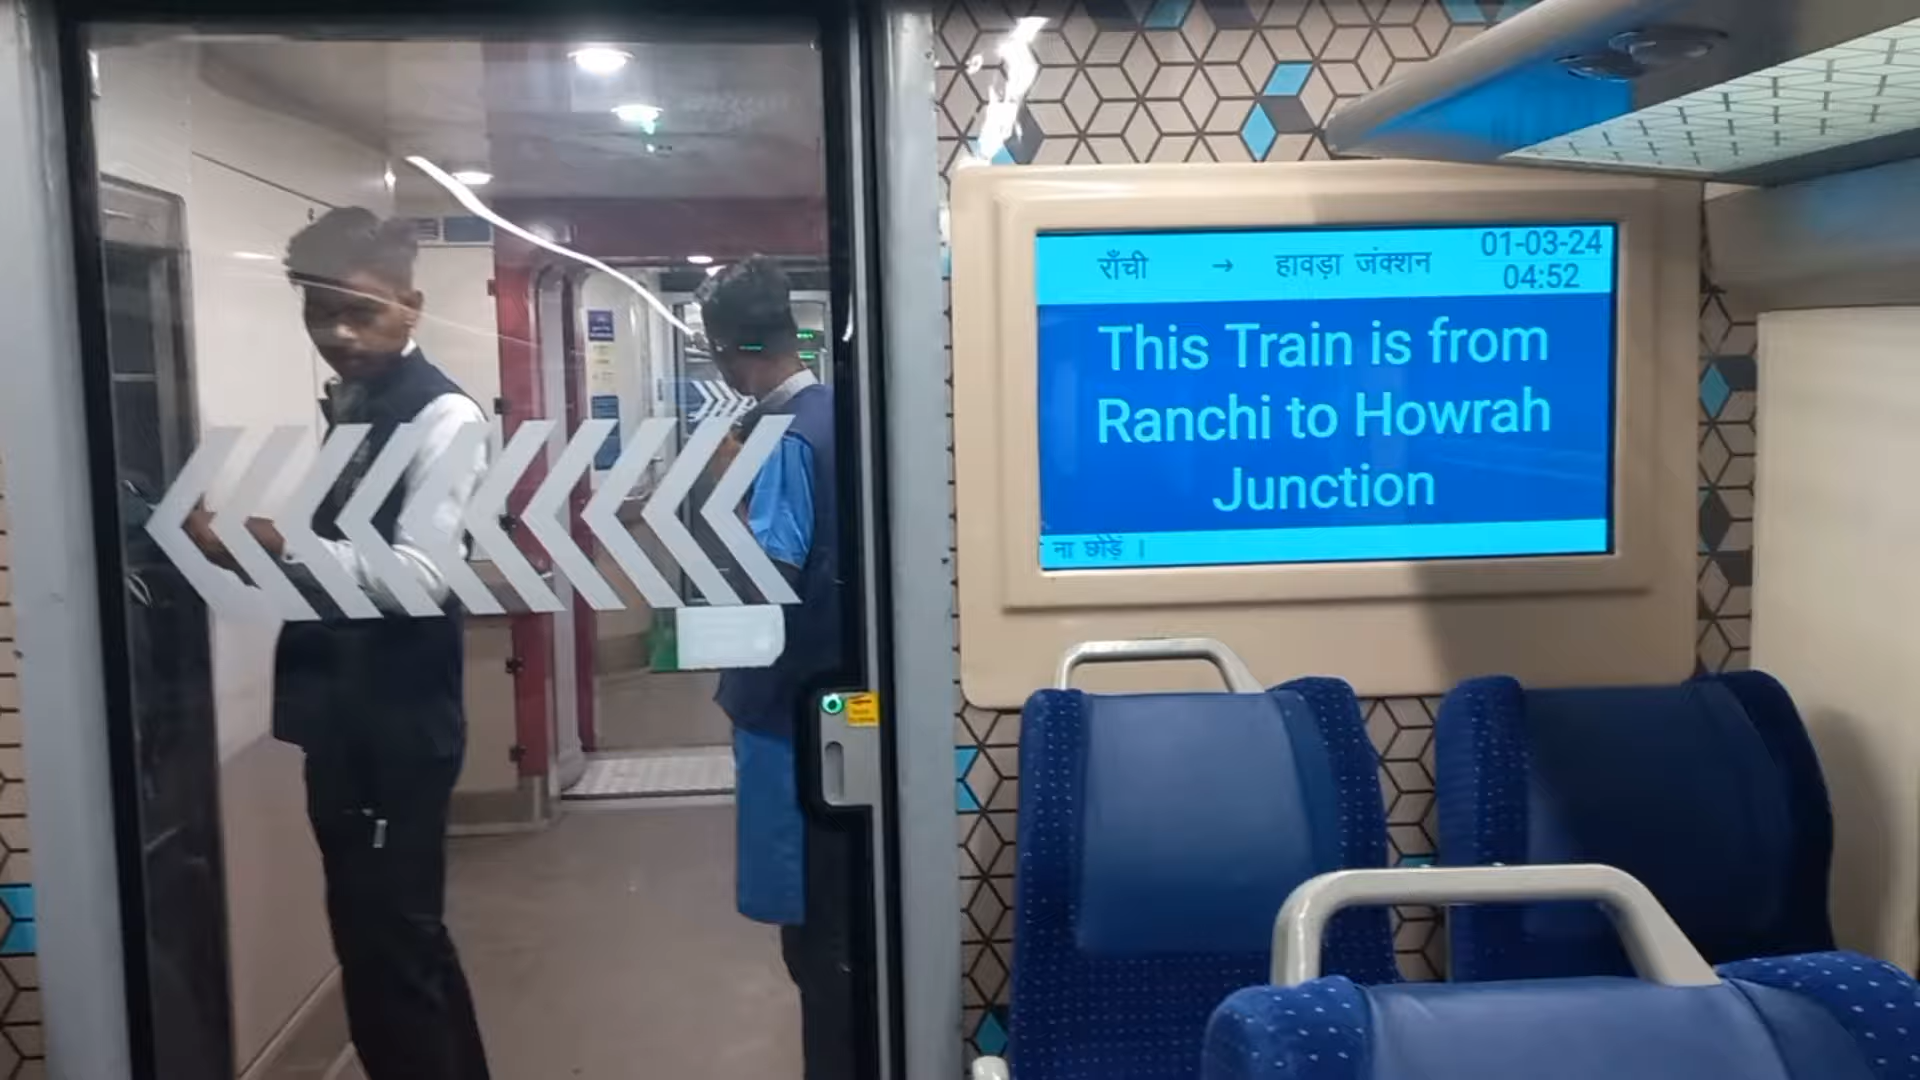 राँची → हावड़ा जंक्शन
01-03-24
04:52
This Train is from
Ranchi to Howrah
Junction
ना छोड़ें ।